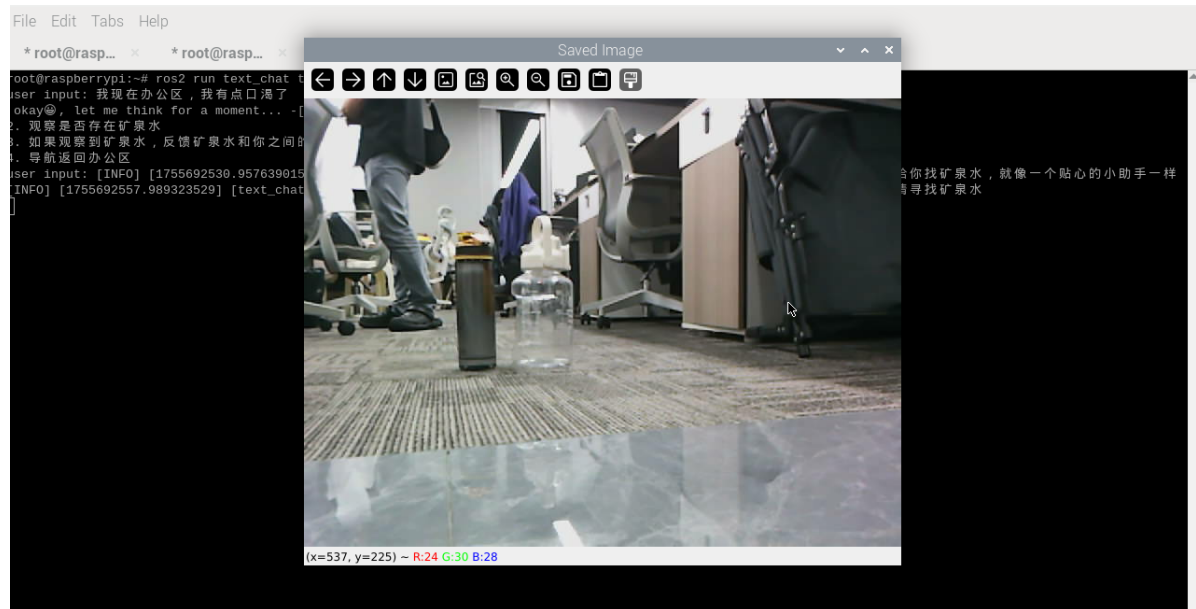 File Edit Tabs Help
* root@rasp... × * root@rasp... ×
Saved Image
root@raspberrypi:~# ros2 run text_chat t
user input: 我现在办公区，我有点口渴了
okay😀, let me think for a moment... -[
2. 观察是否存在矿泉水
3. 如果观察到矿泉水，反馈矿泉水和你之间的
4. 导航返回办公区
user input: [INFO] [1755692530.957639015 给你找矿泉水，就像一个贴心的小助手一样
[INFO] [1755692557.989323529] [text_chat 请寻找矿泉水
(x=537, y=225) ~ R:24 G:30 B:28